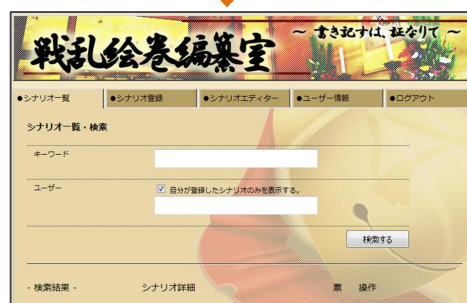 ～ 書き記すは、証なりて ～
戦乱絵巻編纂室
●シナリオ一覧 ●シナリオ登録 ●シナリオエディター ●ユーザー情報 ●ログアウト
シナリオ一覧・検索
キーワード
ユーザー
自分が登録したシナリオのみを表示する。
検索する
- 検索結果 - シナリオ詳細 票 操作